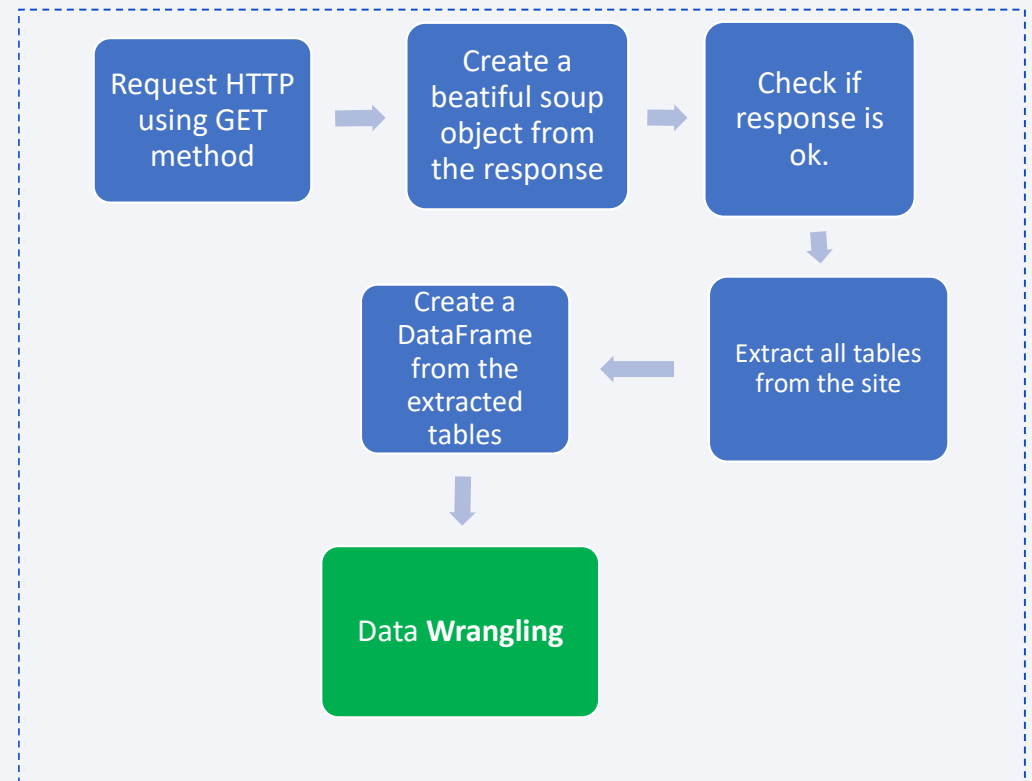 Request HTTP
using GET
method
Create a
beatiful soup
object from
the response
Check if
response is
ok.
Extract all tables
from the site
Create a
DataFrame
from the
extracted
tables
Data Wrangling